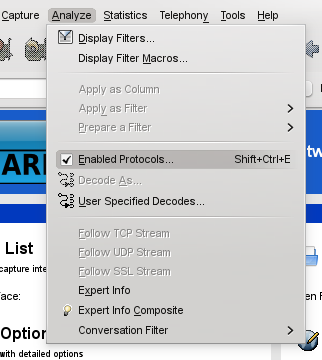 Capture Analyze Statistics Telephony Tools Help
Display Filters...
Display Filter Macros...
Apply as Column
Apply as Filter
Prepare a Filter
Enabled Protocols... Shift+Ctrl+E
Decode As...
User Specified Decodes...
Follow TCP Stream
Follow UDP Stream
Follow SSL Stream
Expert Info
Expert Info Composite
Conversation Filter
AR
tw
List
capture inte
face:
en F
Option
with detailed options